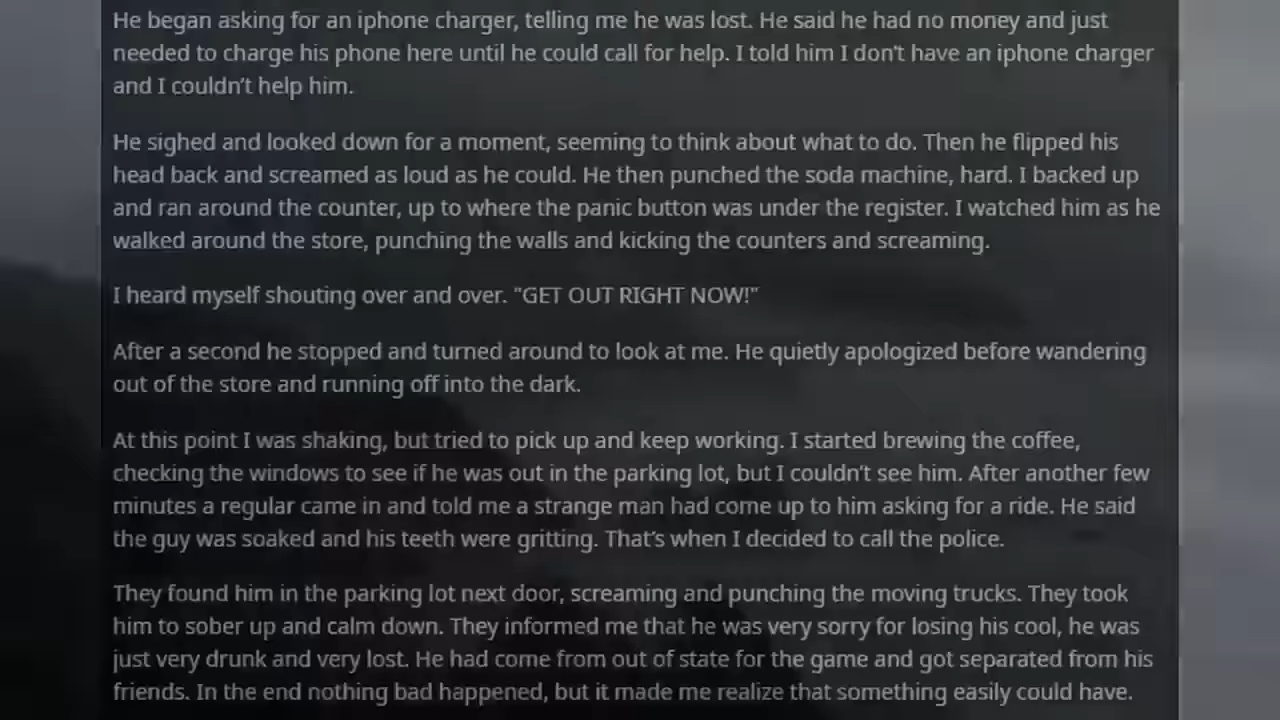 He began asking for an iphone charger, telling me he was lost. He said he had no money and just
needed to charge his phone here until he could call for help. I told him I don't have an iphone charger
and I couldn't help him.
He sighed and looked down for a moment, seeming to think about what to do. Then he flipped his
head back and screamed as loud as he could. He then punched the soda machine, hard. I backed up
and ran around the counter, up to where the panic button was under the register. I watched him as he
walked around the store, punching the walls and kicking the counters and screaming.
I heard myself shouting over and over. "GET OUT RIGHT NOW!"
After a second he stopped and turned around to look at me. He quietly apologized before wandering
out of the store and running off into the dark.
At this point I was shaking, but tried to pick up and keep working. I started brewing the coffee,
checking the windows to see if he was out in the parking lot, but I couldn't see him. After another few
minutes a regular came in and told me a strange man had come up to him asking for a ride. He said
the guy was soaked and his teeth were gritting. That's when I decided to call the police.
They found him in the parking lot next door, screaming and punching the moving trucks. They took
him to sober up and calm down. They informed me that he was very sorry for losing his cool, he was
just very drunk and very lost. He had come from out of state for the game and got separated from his
friends. In the end nothing bad happened, but it made me realize that something easily could have.